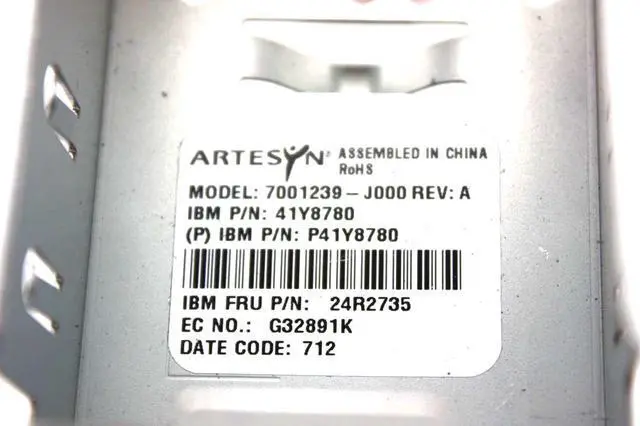 ARTESYN® ASSEMBLED IN CHINA
RoHS
MODEL: 7001239-J000 REV: A
IBM P/N: 41Y8780
(P) IBM P/N: P41Y8780
IBM FRU P/N: 24R2735
EC NO.: G32891K
DATE CODE: 712